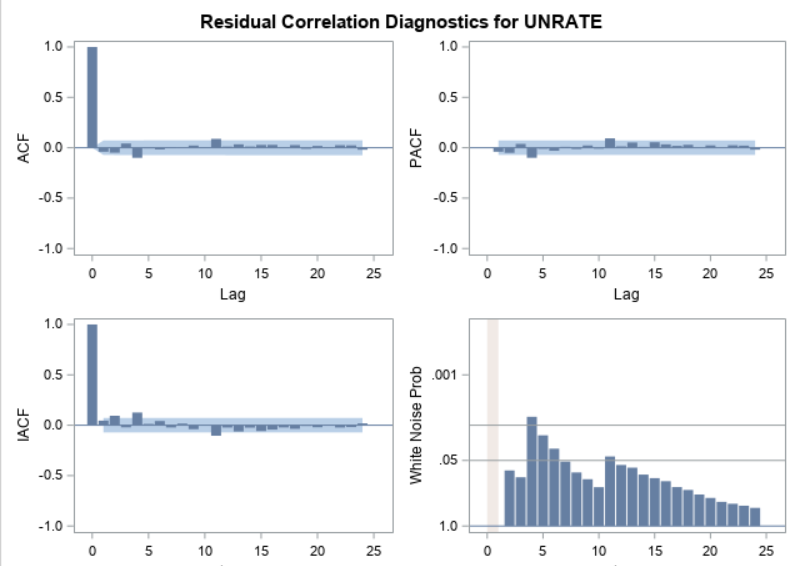 Residual Correlation Diagnostics for UNRATE
1.0
0.5
0.0
-0.5
-1.0
ACF
0 5 10 15 20 25
Lag
1.0
0.5
0.0
-0.5
-1.0
PACF
0 5 10 15 20 25
Lag
1.0
0.5
0.0
-0.5
-1.0
IACF
0 5 10 15 20 25
.001
.05
1.0
White Noise Prob
0 5 10 15 20 25